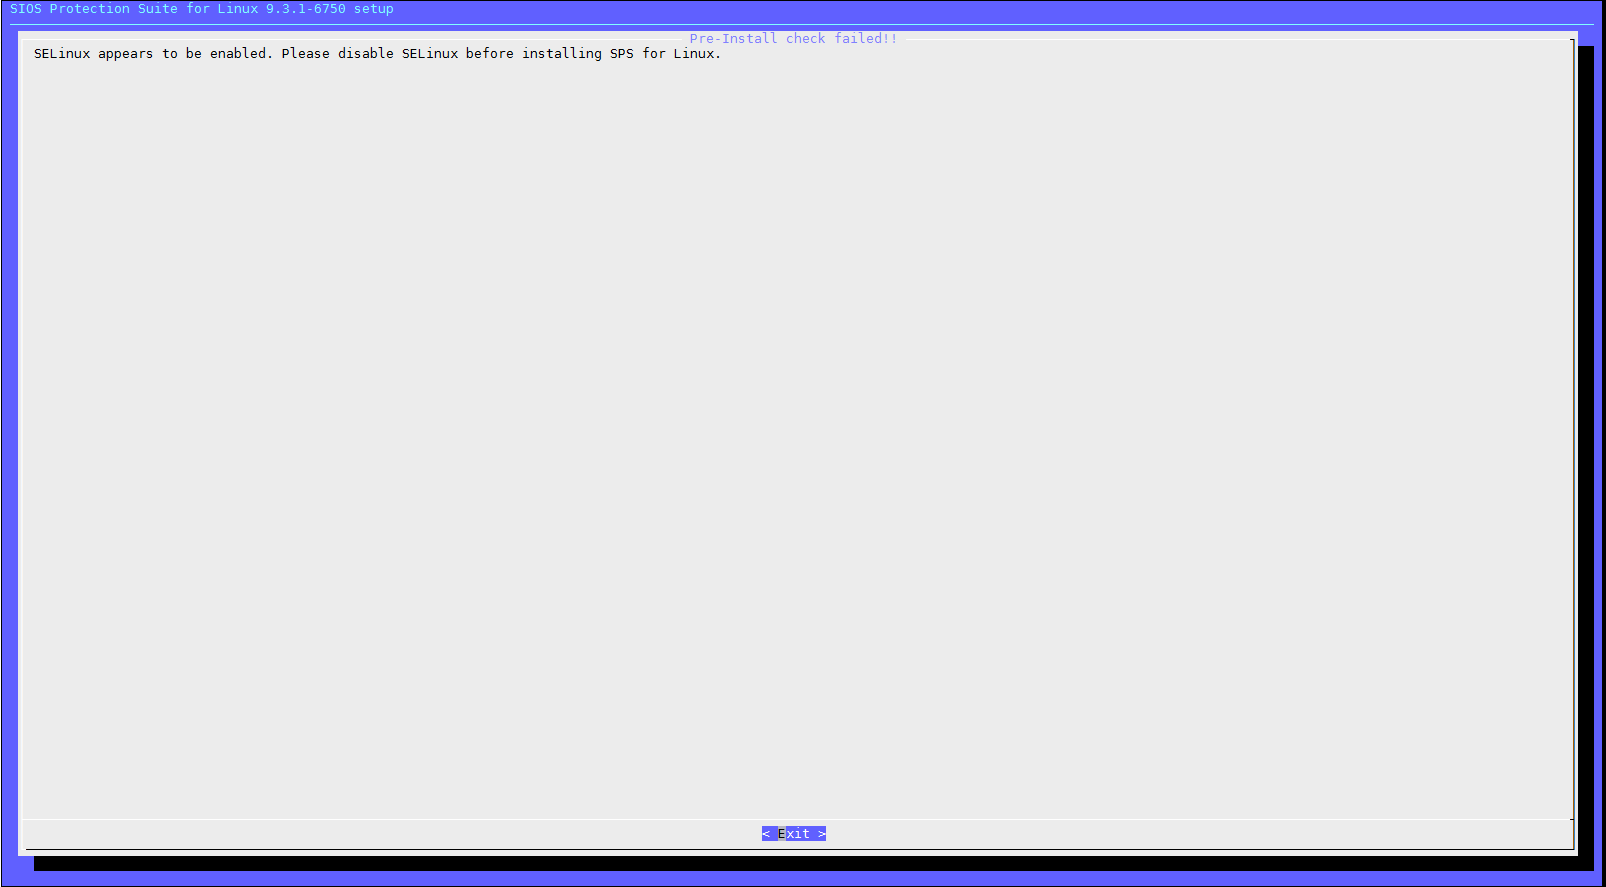 SIOS Protection Suite for Linux 9.3.1-6750 setup
Pre-Install check failed!!
SELinux appears to be enabled. Please disable SELinux before installing SPS for Linux.
< Exit >